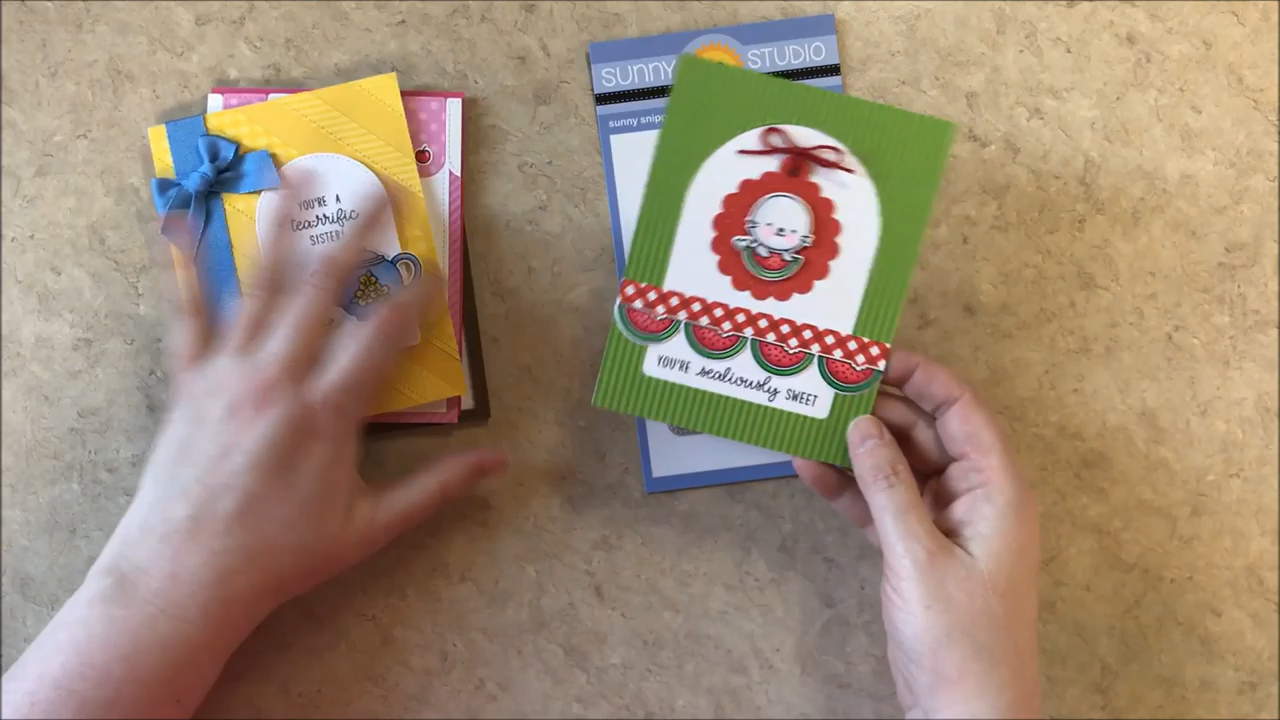 YOU'RE A
tea-rrific
SISTER!
SUNNY STUDIO
sunny snip
YOU'RE sealiously SWEET